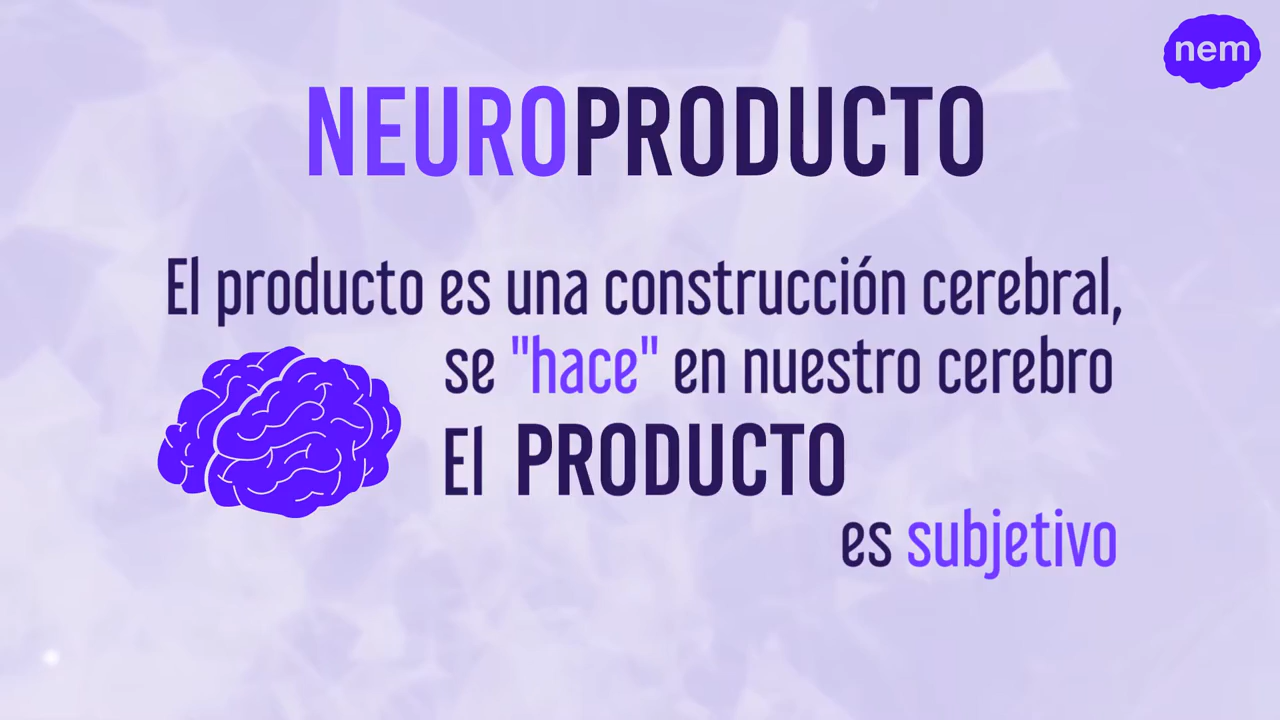 nem
NEUROPRODUCTO
El producto es una construcción cerebral,
se "hace" en nuestro cerebro
El PRODUCTO
es subjetivo